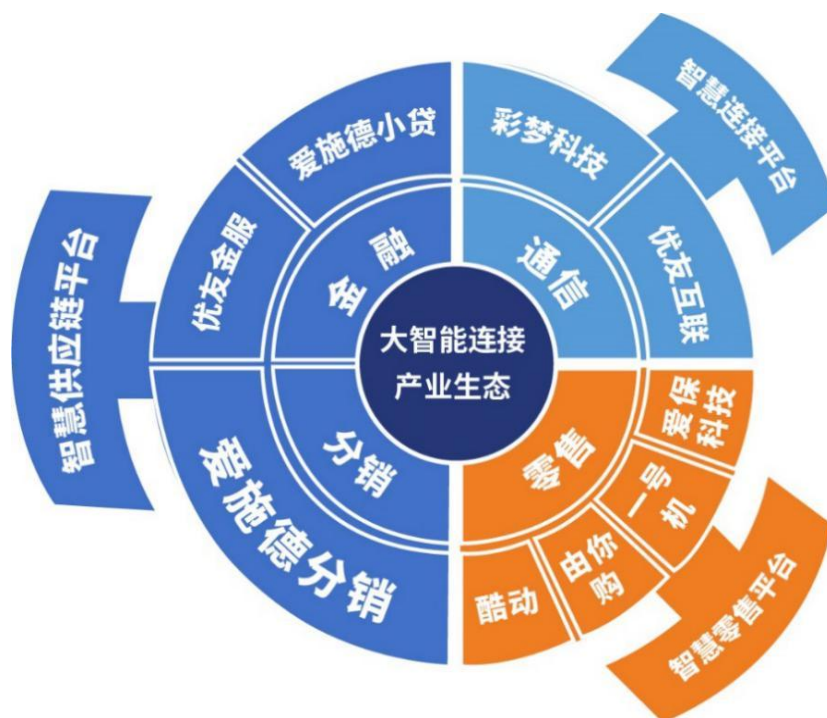 智慧连接平台
爱施德小贷
彩梦科技
优友金服
金融
通信
优友互联
智慧供应链平台
大智能连接
产业生态
爱施德分销
分销
零售
爱保
科技
一号
机
由你
购
酷动
智慧零售平台